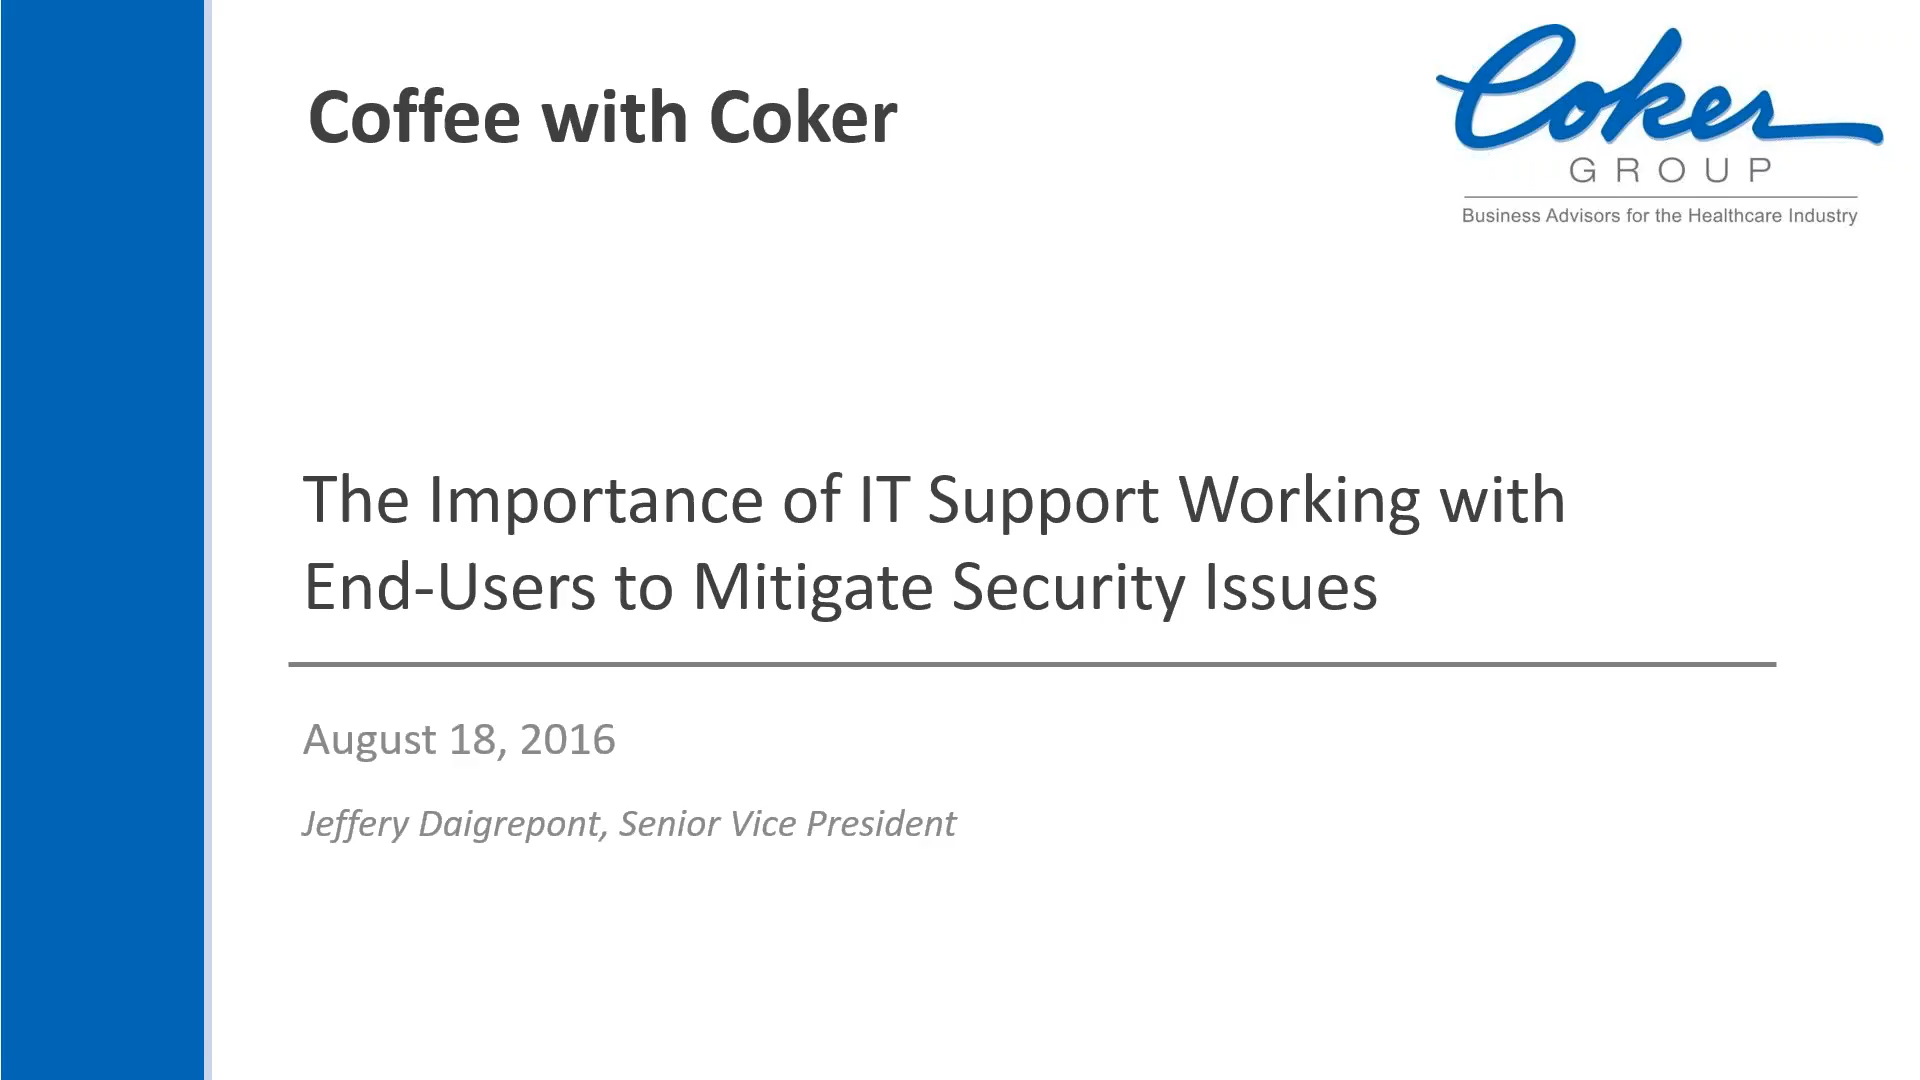 Coffee with Coker
Coker
GROUP
Business Advisors for the Healthcare Industry
The Importance of IT Support Working with
End-Users to Mitigate Security Issues
August 18, 2016
Jeffery Daigrepont, Senior Vice President